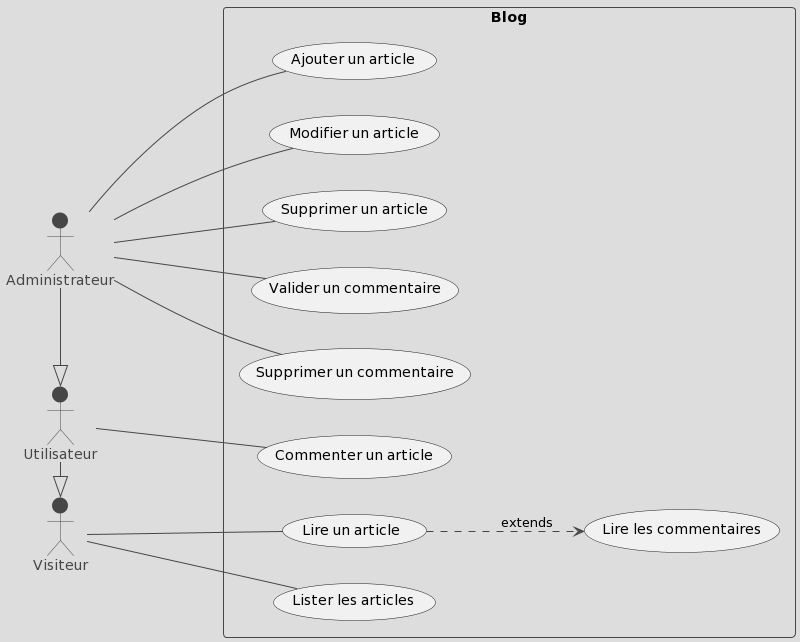 Blog
Ajouter un article
Modifier un article
Supprimer un article
Administrateur
Valider un commentaire
Supprimer un commentaire
Utilisateur
Commenter un article
Lire un article
extends
Lire les commentaires
Visiteur
Lister les articles